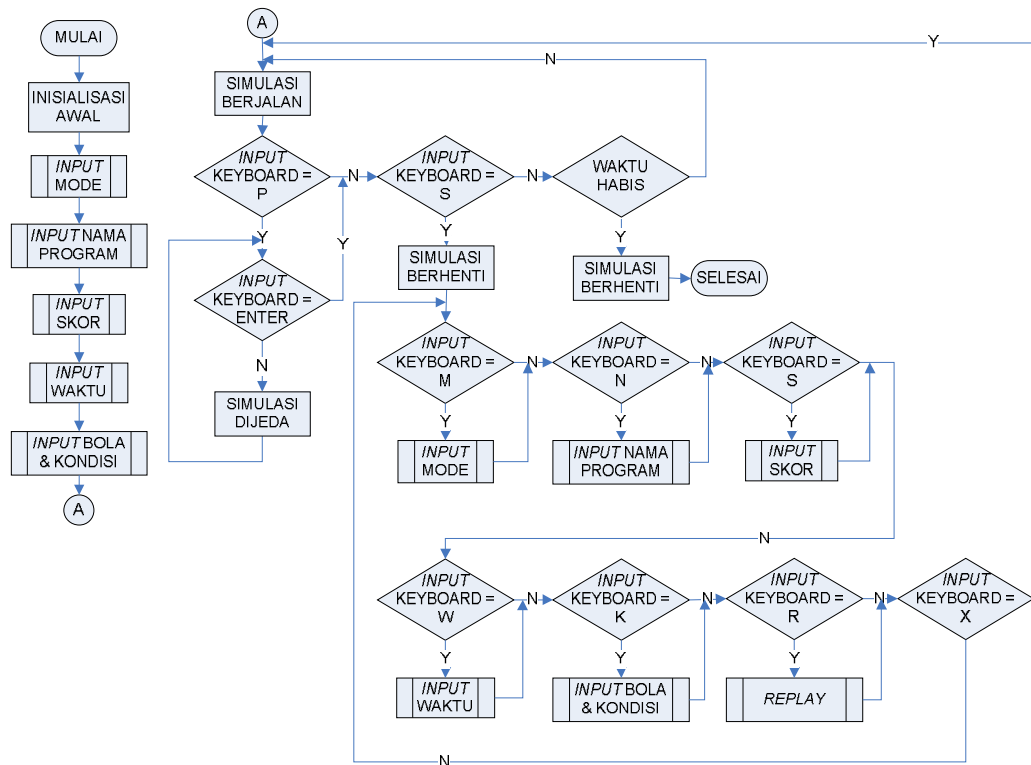 MULAI
INISIALISASI
AWAL
INPUT
MODE
INPUT NAMA
PROGRAM
INPUT
SKOR
INPUT
WAKTU
INPUT BOLA
& KONDISI
A
A
Y
N
SIMULASI
BERJALAN
INPUT
KEYBOARD =
P
N
INPUT
KEYBOARD =
S
N
WAKTU
HABIS
Y
Y
Y
Y
INPUT
KEYBOARD =
ENTER
SIMULASI
BERHENTI
SIMULASI
BERHENTI
SELESAI
N
SIMULASI
DIJEDA
INPUT
KEYBOARD =
M
N
INPUT
KEYBOARD =
N
N
INPUT
KEYBOARD =
S
Y
Y
Y
INPUT
MODE
INPUT NAMA
PROGRAM
INPUT
SKOR
N
INPUT
KEYBOARD =
W
N
INPUT
KEYBOARD =
K
N
INPUT
KEYBOARD =
R
N
INPUT
KEYBOARD =
X
Y
Y
Y
INPUT
WAKTU
INPUT BOLA
& KONDISI
REPLAY
N